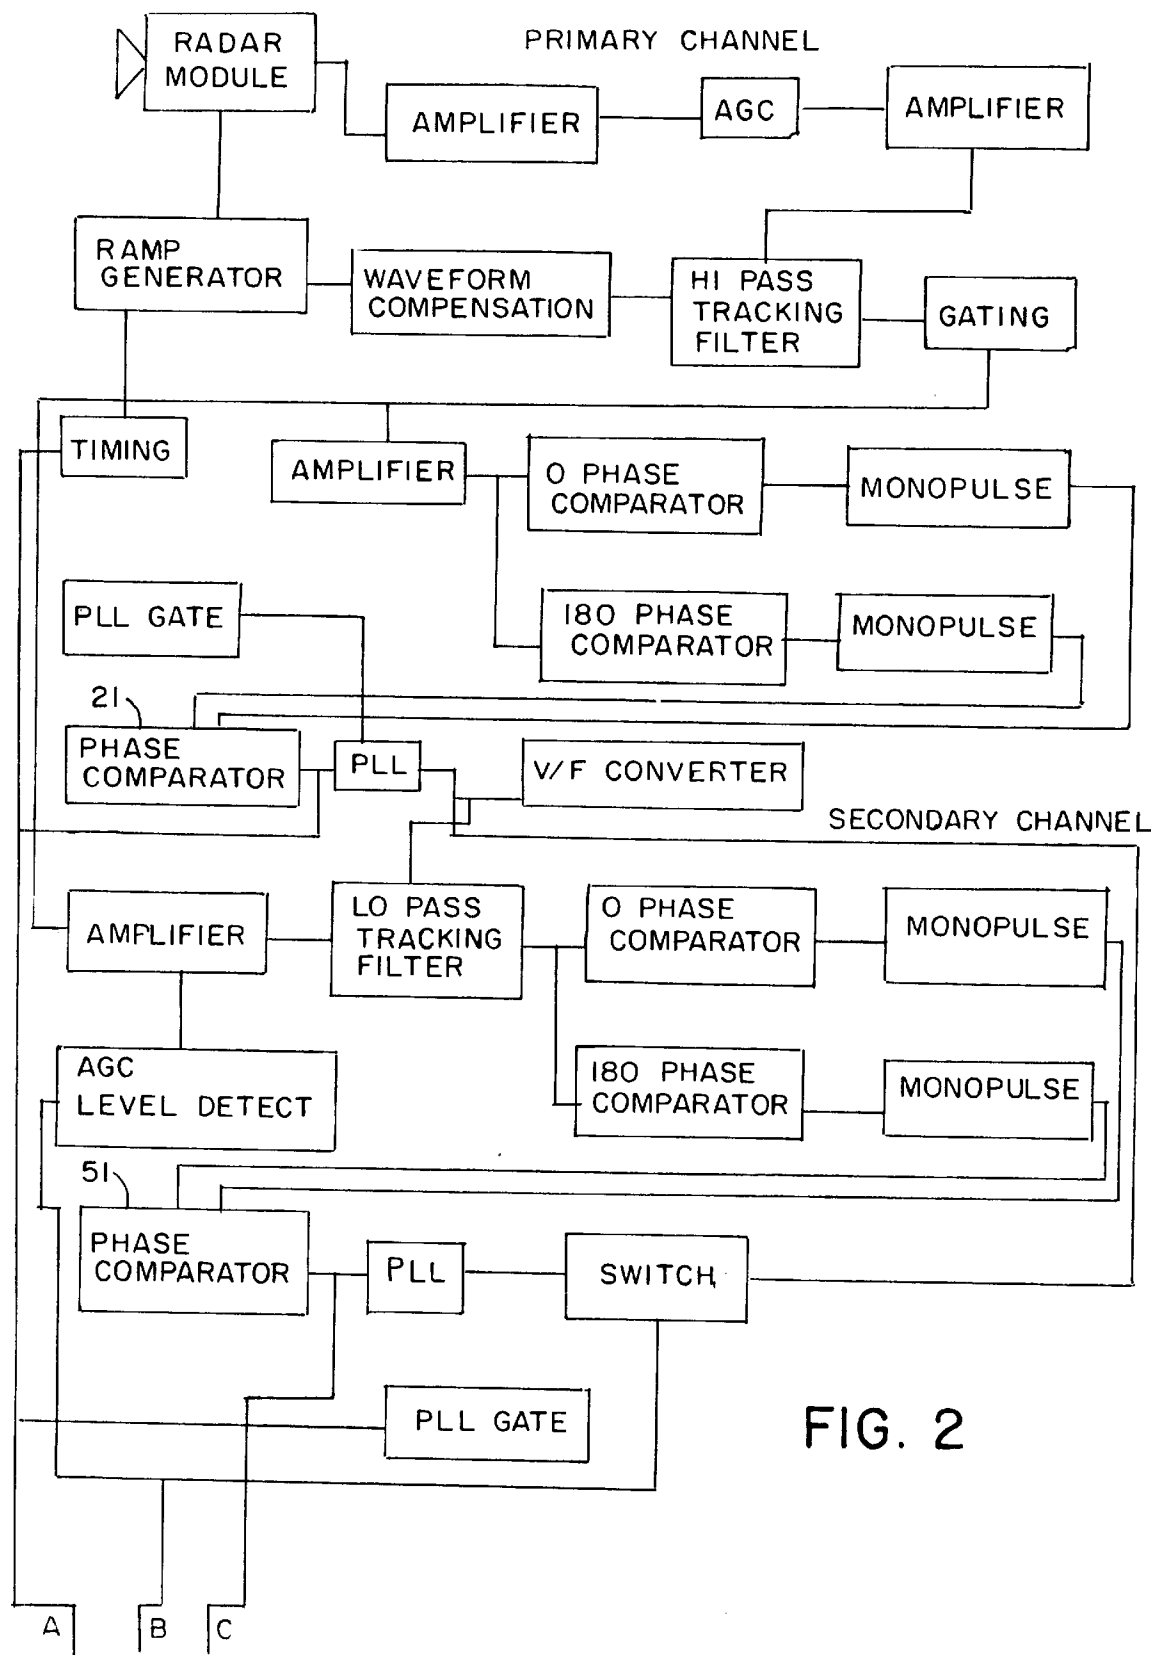 RADAR
MODULE
PRIMARY CHANNEL
AMPLIFIER
AGC
AMPLIFIER
RAMP
GENERATOR
WAVEFORM
COMPENSATION
HI PASS
TRACKING
FILTER
GATING
TIMING
AMPLIFIER
0 PHASE
COMPARATOR
MONOPULSE
PLL GATE
180 PHASE
COMPARATOR
MONOPULSE
21
PHASE
COMPARATOR
PLL
V/F CONVERTER
SECONDARY CHANNEL
AMPLIFIER
LO PASS
TRACKING
FILTER
0 PHASE
COMPARATOR
MONOPULSE
AGC
LEVEL DETECT
180 PHASE
COMPARATOR
MONOPULSE
51
PHASE
COMPARATOR
PLL
SWITCH
PLL GATE
FIG. 2
A
B
C